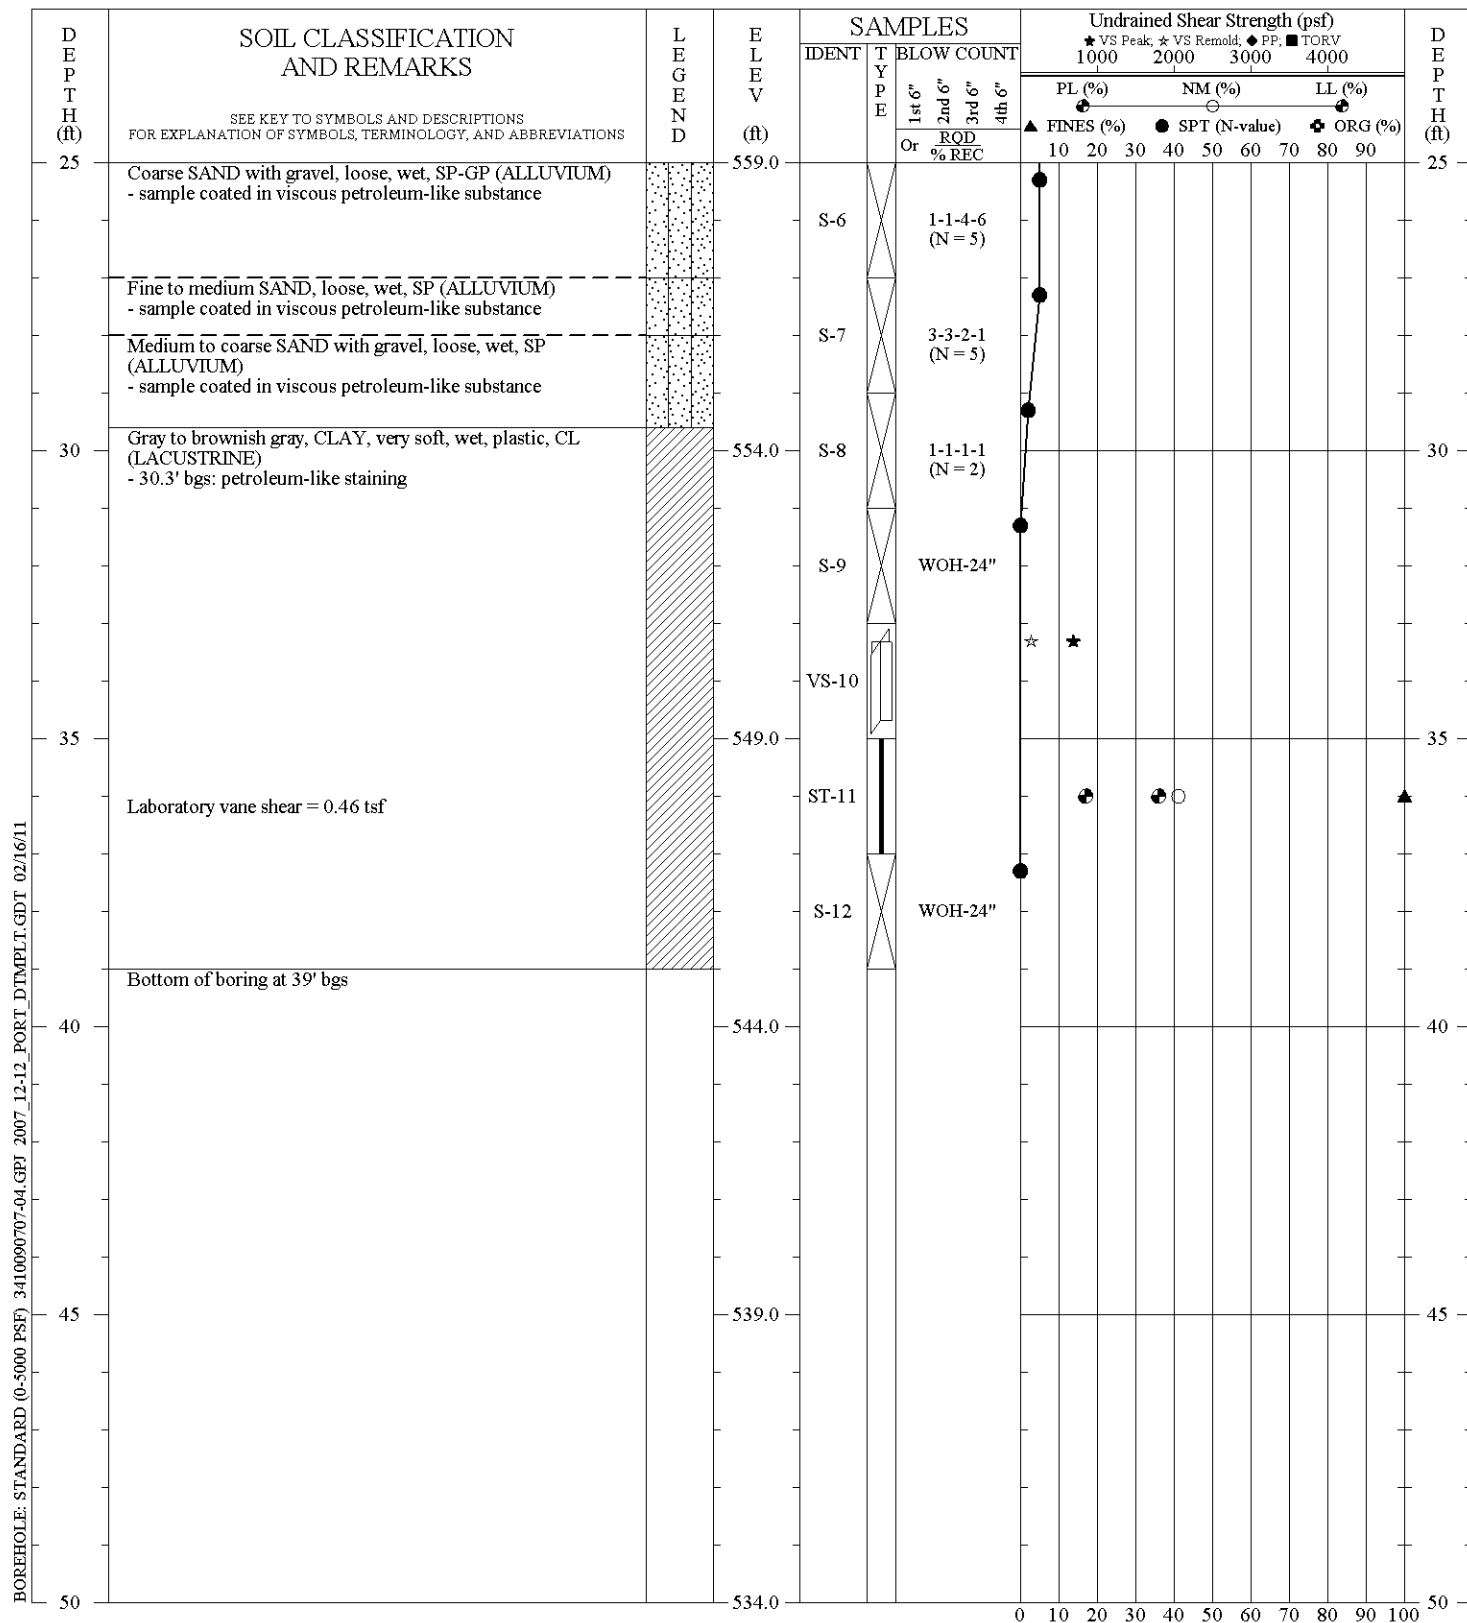 DEPTH
(ft)
SOIL CLASSIFICATION
AND REMARKS
SEE KEY TO SYMBOLS AND DESCRIPTIONS
FOR EXPLANATION OF SYMBOLS, TERMINOLOGY, AND ABBREVIATIONS
LEGEND
ELEV
(ft)
SAMPLES
IDENT
TYPE
BLOW COUNT
1st 6"
2nd 6"
3rd 6"
4th 6"
Or RQD
% REC
Undrained Shear Strength (psf)
VS Peak; VS Remold; PP; TORV
1000 2000 3000 4000
PL (%) NM (%) LL (%)
FINES (%) SPT (N-value) ORG (%)
10 20 30 40 50 60 70 80 90
DEPTH
(ft)
25 559.0 25
Coarse SAND with gravel, loose, wet, SP-GP (ALLUVIUM)
- sample coated in viscous petroleum-like substance
S-6 1-1-4-6
(N = 5)
Fine to medium SAND, loose, wet, SP (ALLUVIUM)
- sample coated in viscous petroleum-like substance
S-7 3-3-2-1
(N = 5)
Medium to coarse SAND with gravel, loose, wet, SP
(ALLUVIUM)
- sample coated in viscous petroleum-like substance
Gray to brownish gray, CLAY, very soft, wet, plastic, CL
(LACUSTRINE)
- 30.3' bgs: petroleum-like staining
30 554.0 30
S-8 1-1-1-1
(N = 2)
S-9 WOH-24"
VS-10
35 549.0 35
Laboratory vane shear = 0.46 tsf
ST-11
S-12 WOH-24"
Bottom of boring at 39' bgs
40 544.0 40
45 539.0 45
50 534.0 50
0 10 20 30 40 50 60 70 80 90 100
BOREHOLE: STANDARD (0-5000 PSF) 3410090707-04.GPJ 2007_12-12_PORT_DTMPLT.GDT 02/16/11